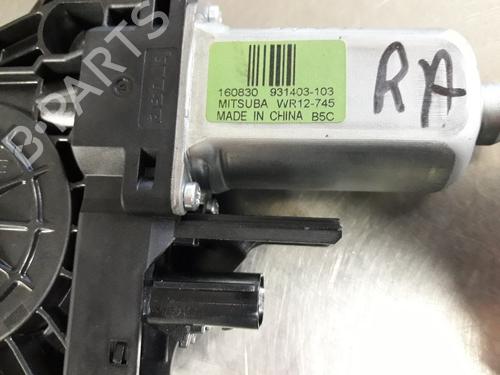 160830 931403-103
MITSUBA WR12-745
MADE IN CHINA B5C
RA
B-PARTS